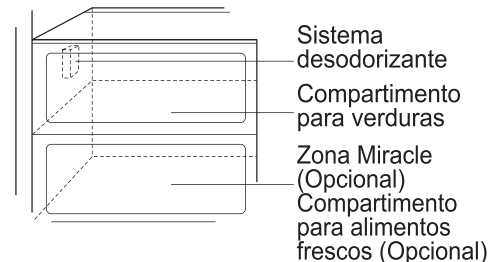 Sistema
desodorizante
Compartimento
para verduras
Zona Miracle
(Opcional)
Compartimento
para alimentos
frescos (Opcional)